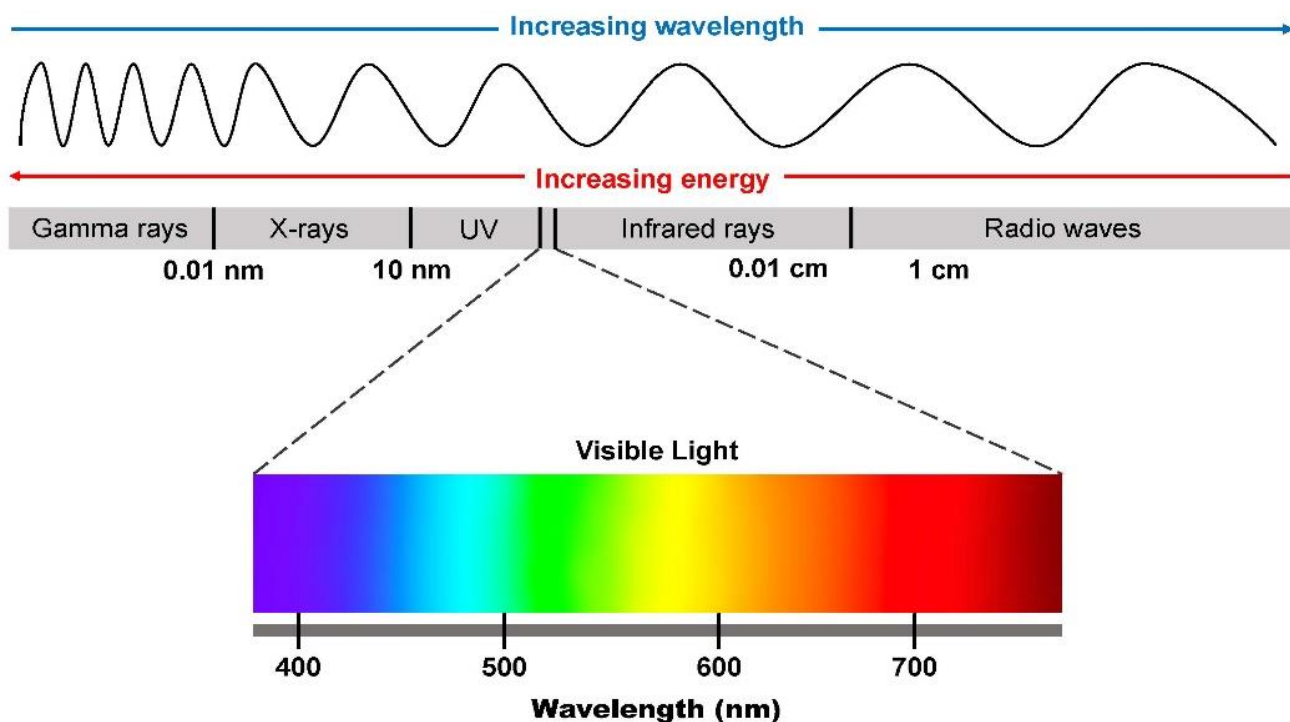 Increasing wavelength
Increasing energy
Gamma rays X-rays UV Infrared rays Radio waves
0.01 nm 10 nm 0.01 cm 1 cm
Visible Light
400 500 600 700
Wavelength (nm)